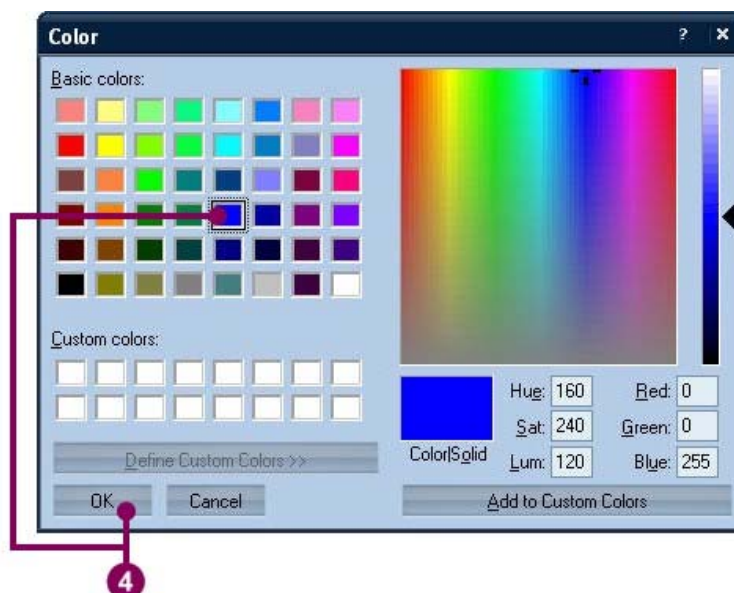 Color
? ×
Basic colors:
Custom colors:
Define Custom Colors >>
OK
Cancel
Color|Solid
Hue: 160
Sat: 240
Lum: 120
Red: 0
Green: 0
Blue: 255
Add to Custom Colors
4